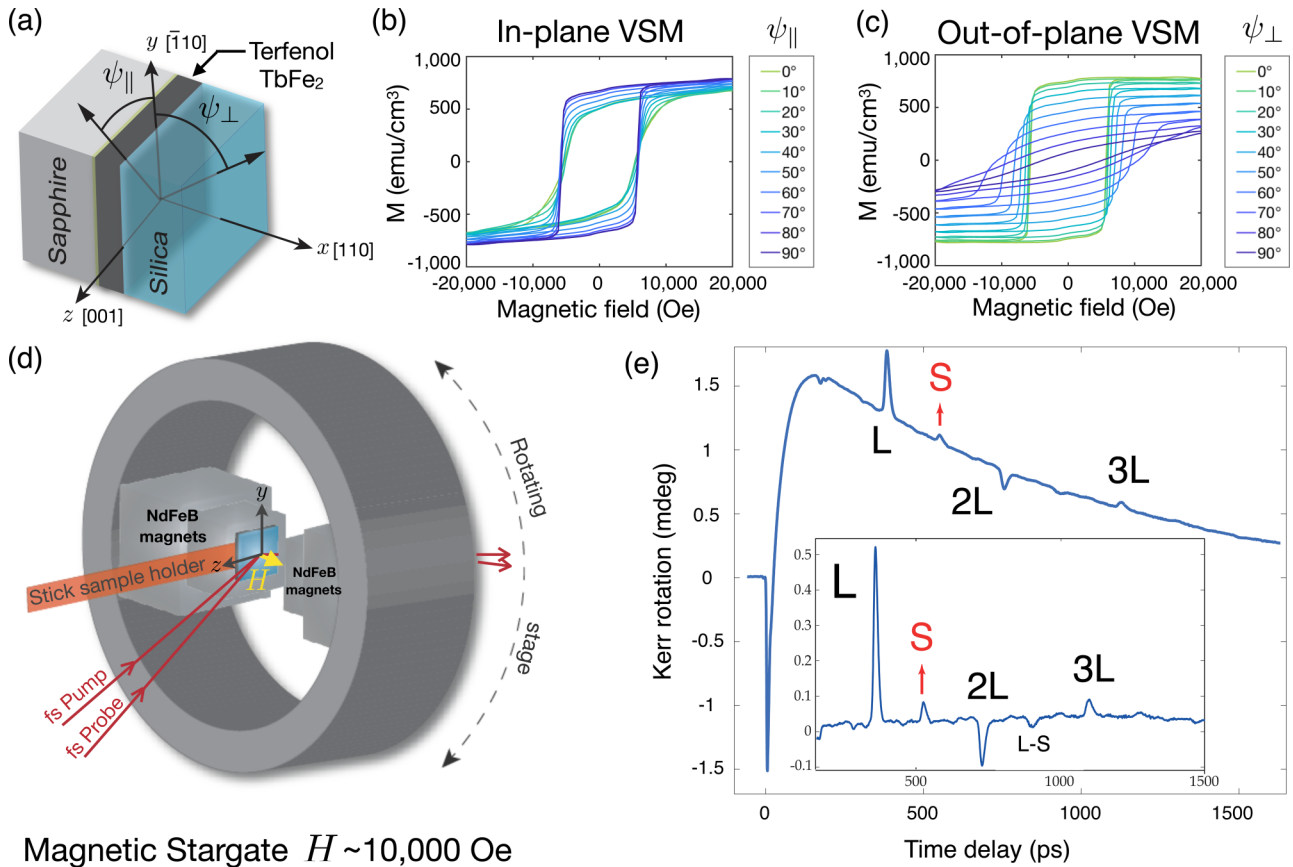 (a)
y [1̅10]
Terfenol
TbFe₂
ψ∥
ψ⊥
Sapphire
Silica
x [110]
z [001]
(b)
In-plane VSM
ψ∥
M (emu/cm³)
1,000
500
0
-500
-1,000
-20,000
-10,000
0
10,000
20,000
Magnetic field (Oe)
0°
10°
20°
30°
40°
50°
60°
70°
80°
90°
(c)
Out-of-plane VSM
ψ⊥
M (emu/cm³)
1,000
500
0
-500
-1,000
-20,000
-10,000
0
10,000
20,000
Magnetic field (Oe)
0°
10°
20°
30°
40°
50°
60°
70°
80°
90°
(d)
NdFeB
magnets
y
z
H
NdFeB
magnets
Stick sample holder
fs Pump
fs Probe
Rotating
stage
Magnetic Stargate H ~10,000 Oe
(e)
Kerr rotation (mdeg)
1.5
1
0.5
0
-0.5
-1
-1.5
L
S
2L
3L
0.5
0.4
0.3
0.2
0.1
0
-0.1
L
S
2L
L-S
3L
500
1000
1500
0
500
1000
1500
Time delay (ps)